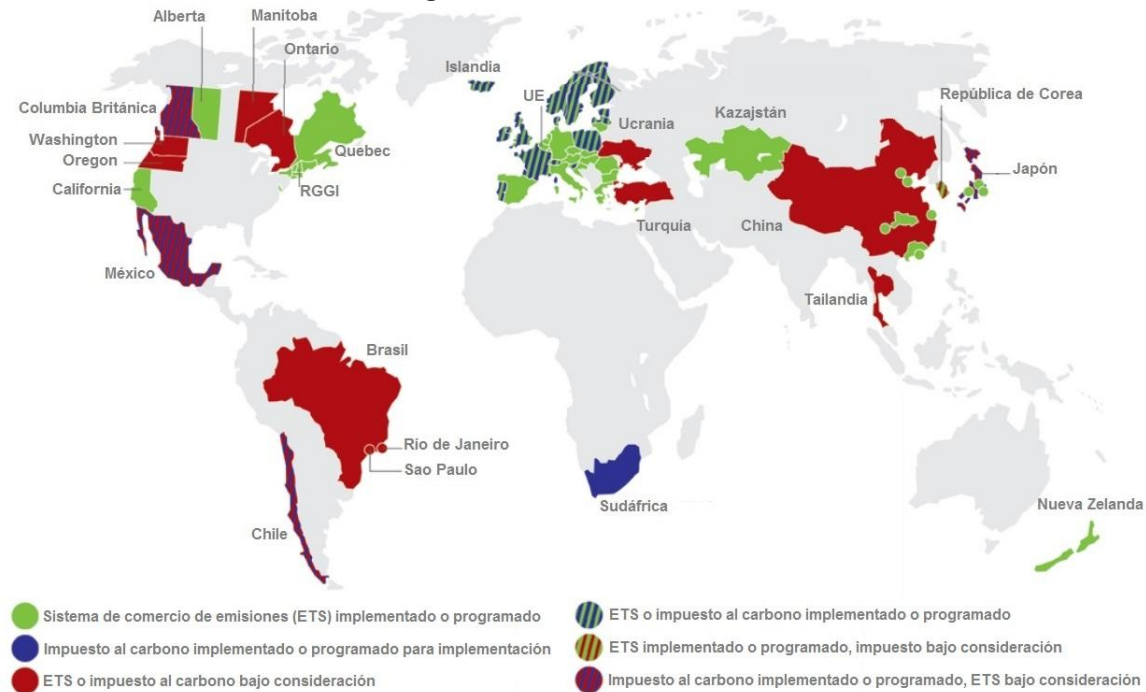 Alberta
Manitoba
Ontario
Islandia
Columbia Británica
UE
Ucrania
Kazajstán
República de Corea
Washington
Oregon
Quebec
California
RGGI
Japón
Turquia
China
México
Tailandia
Brasil
Río de Janeiro
Sao Paulo
Sudáfrica
Chile
Nueva Zelanda
Sistema de comercio de emisiones (ETS) implementado o programado
Impuesto al carbono implementado o programado para implementación
ETS o impuesto al carbono bajo consideración
ETS o impuesto al carbono implementado o programado
ETS implementado o programado, impuesto bajo consideración
Impuesto al carbono implementado o programado, ETS bajo consideración